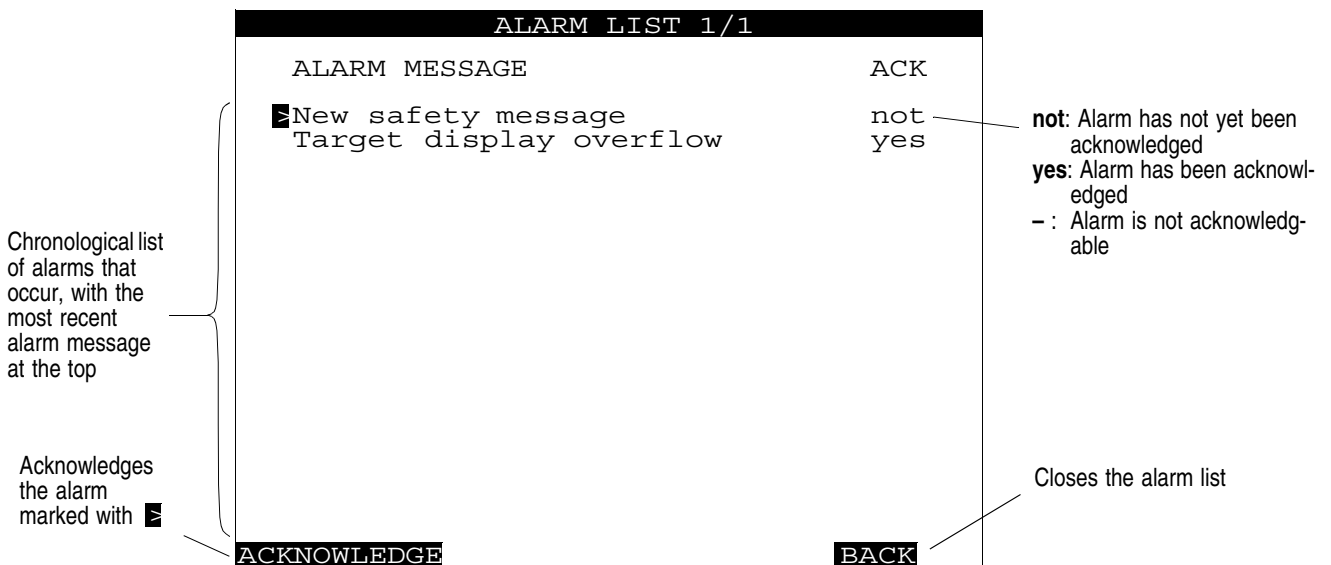 ALARM LIST 1/1
ALARM MESSAGE ACK
>New safety message not
Target display overflow yes
not: Alarm has not yet been
acknowledged
yes: Alarm has been acknowl-
edged
– : Alarm is not acknowledg-
able
Chronological list
of alarms that
occur, with the
most recent
alarm message
at the top
Acknowledges
the alarm
marked with >
Closes the alarm list
ACKNOWLEDGE BACK